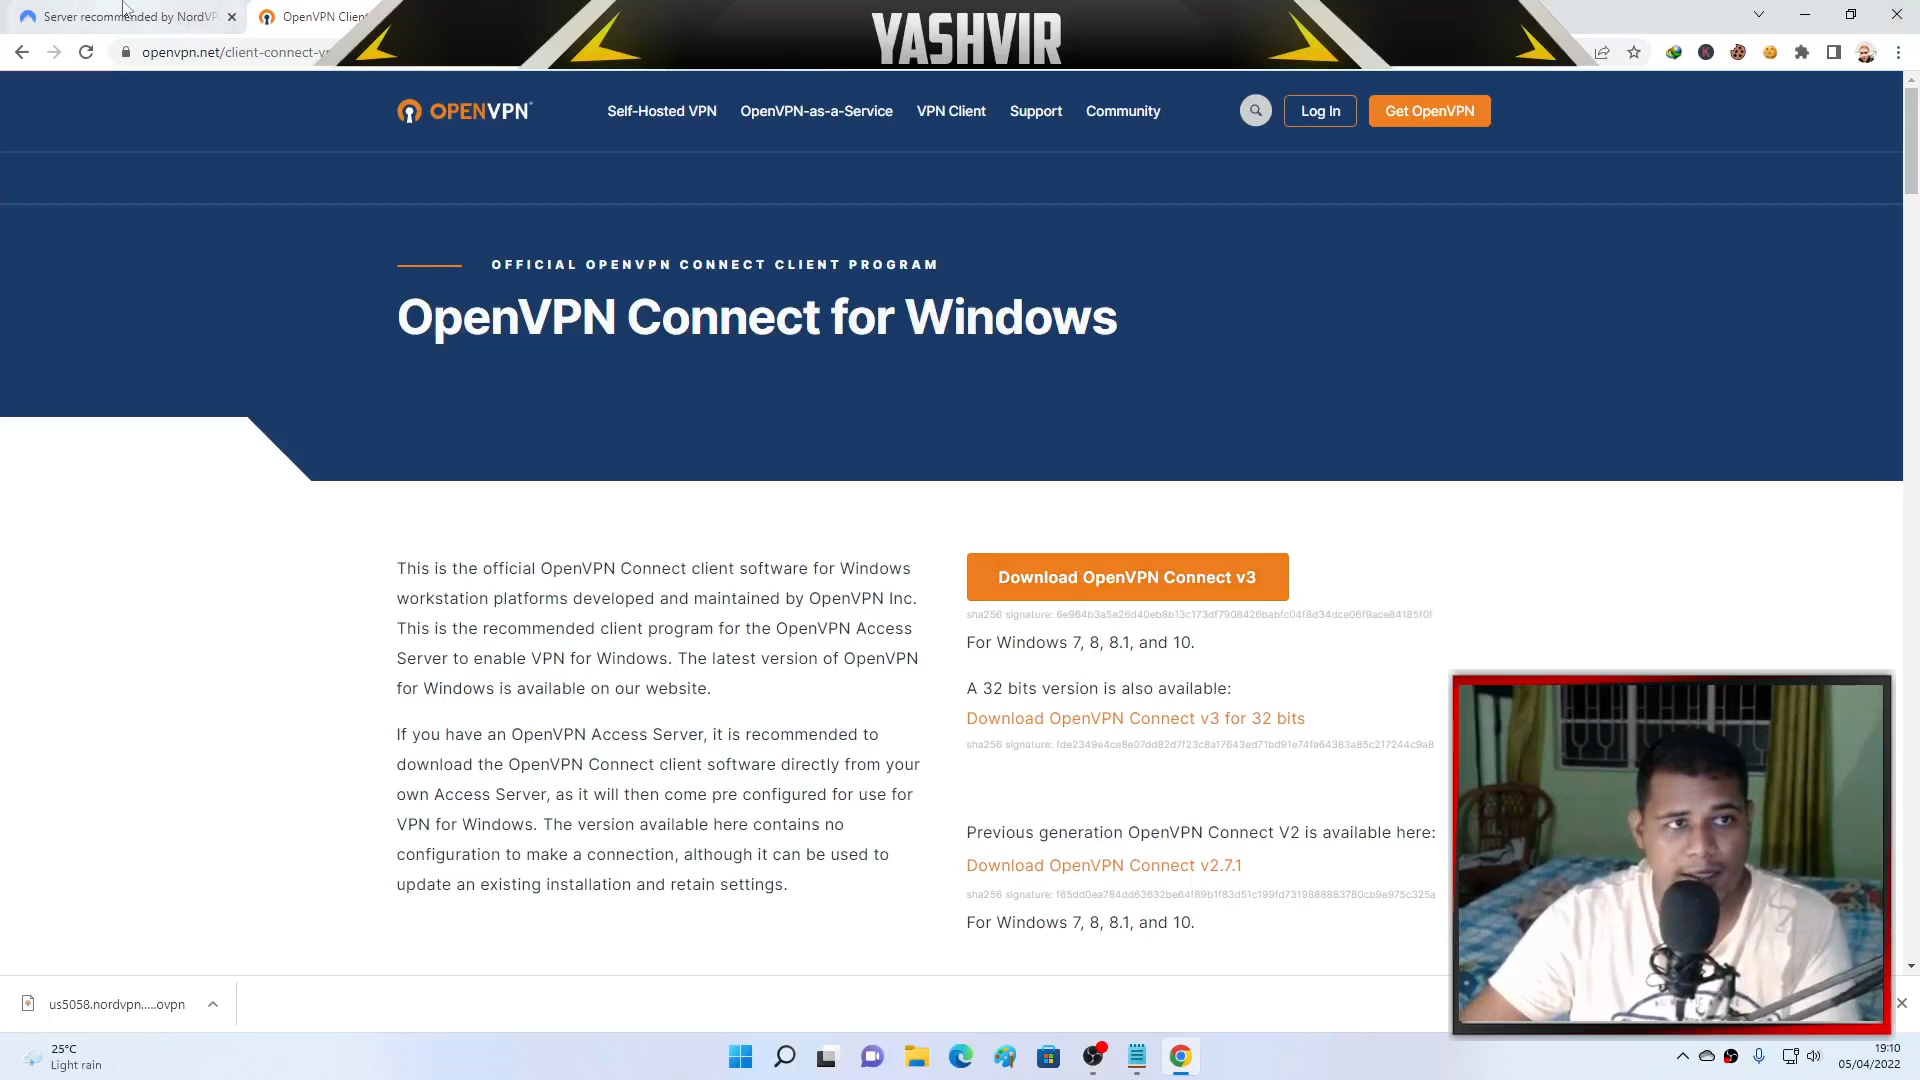 Server recommended by NordVP
OpenVPN Client
YASHVIR
openvpn.net/client-connect-vp
OPENVPN
Self-Hosted VPN
OpenVPN-as-a-Service
VPN Client
Support
Community
Log In
Get OpenVPN
OFFICIAL OPENVPN CONNECT CLIENT PROGRAM
OpenVPN Connect for Windows
This is the official OpenVPN Connect client software for Windows
workstation platforms developed and maintained by OpenVPN Inc.
This is the recommended client program for the OpenVPN Access
Server to enable VPN for Windows. The latest version of OpenVPN
for Windows is available on our website.
If you have an OpenVPN Access Server, it is recommended to
download the OpenVPN Connect client software directly from your
own Access Server, as it will then come pre configured for use for
VPN for Windows. The version available here contains no
configuration to make a connection, although it can be used to
update an existing installation and retain settings.
Download OpenVPN Connect v3
sha256 signature: 6e964b3a5e26d40eb8b13c173df7908426babfc04f8d34dce06f9ace84185f0f
For Windows 7, 8, 8.1, and 10.
A 32 bits version is also available:
Download OpenVPN Connect v3 for 32 bits
sha256 signature: fde2349e4ce8e07dd82d7f23c8a17643ed71bd91e74fa64383a85c217244c9a8
Previous generation OpenVPN Connect V2 is available here:
Download OpenVPN Connect v2.7.1
sha256 signature: f65dd0ea784dd63632be64f89b1f83d51c199fd7319888883780cb9e975c325a
For Windows 7, 8, 8.1, and 10.
us5058.nordvpn.....ovpn
25°C
Light rain
19:10
05/04/2022